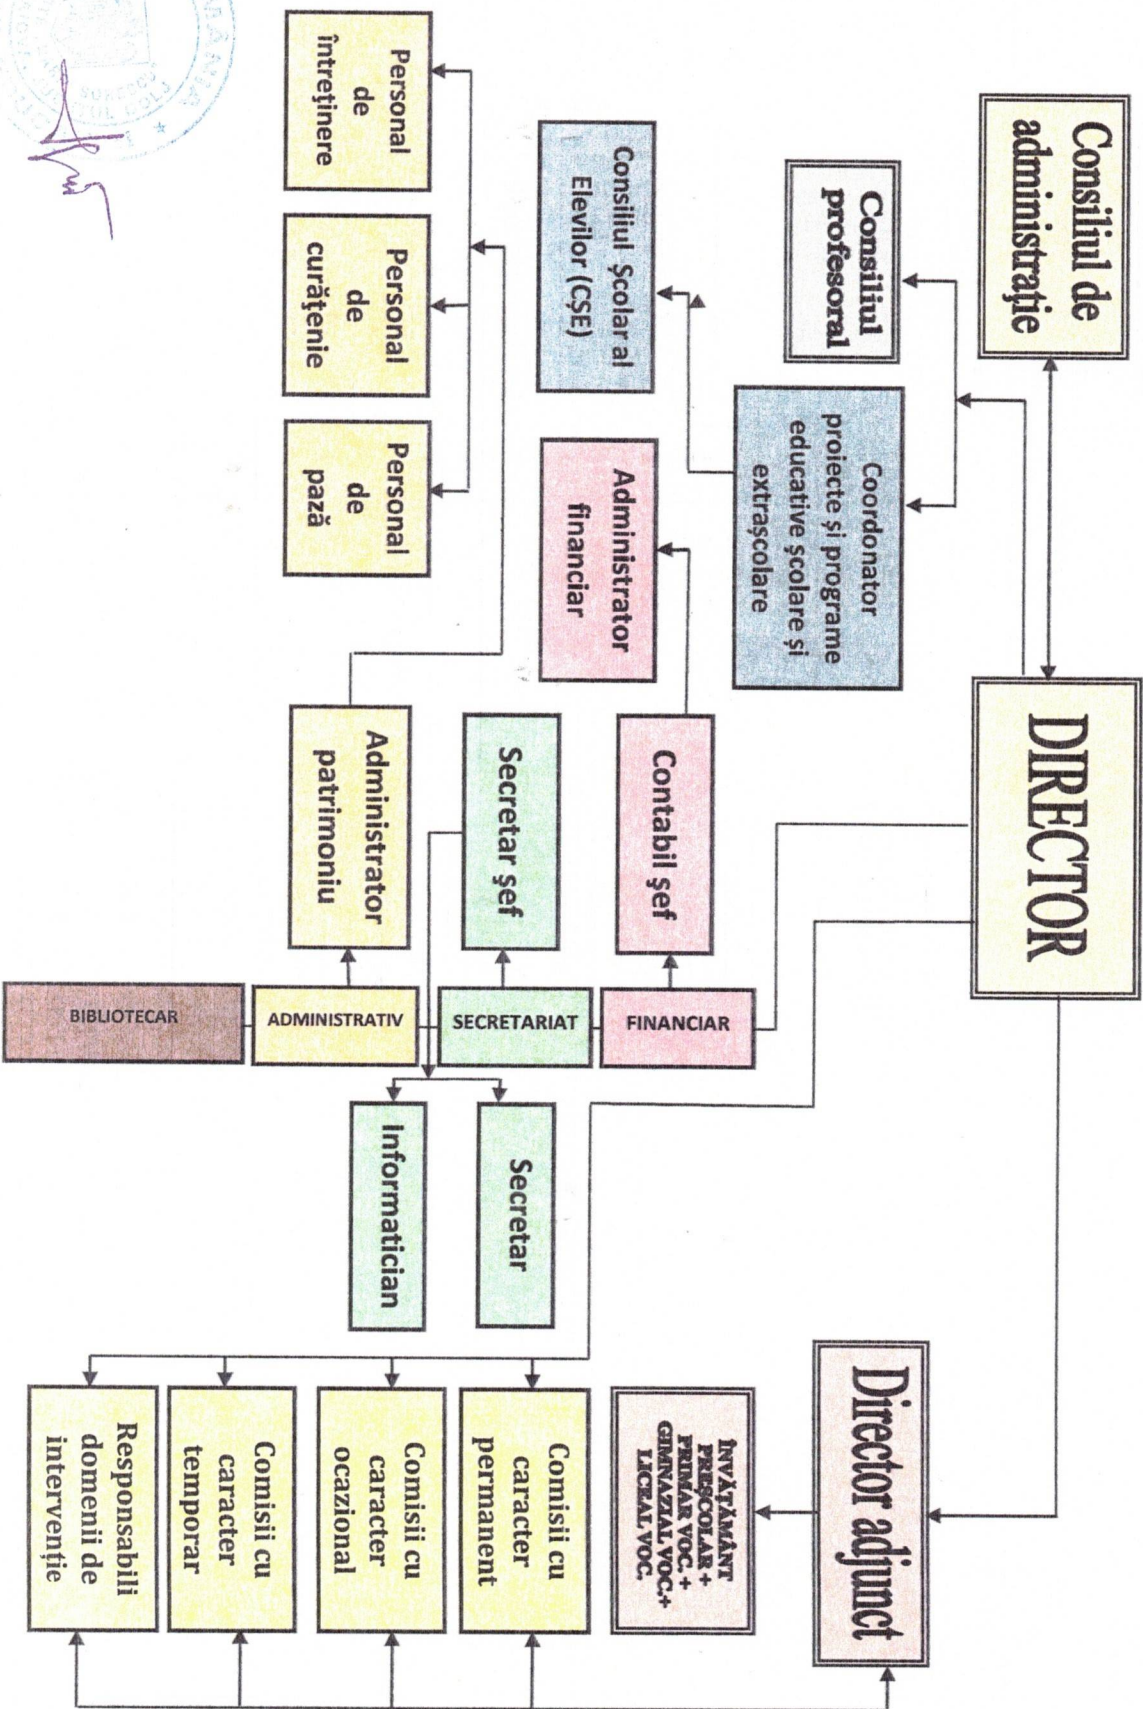 Consiliul de
administrație
DIRECTOR
Director adjunct
Consiliul
profesoral
Coordonator
proiecte și programe
educative școlare și
extrașcolare
ÎNVĂȚĂMÂNT
PREȘCOLAR +
PRIMAR VOC. +
GIMNAZIAL VOC.+
LICEAL VOC.
Consiliul Școlar al
Elevilor (CȘE)
Administrator
financiar
Contabil șef
FINANCIAR
Secretar șef
SECRETARIAT
Secretar
Informatician
Comisii cu
caracter
permanent
Comisii cu
caracter
ocazional
Comisii cu
caracter
temporar
Responsabili
domenii de
intervenție
Personal
de
întreținere
Personal
de
curățenie
Personal
de
pază
Administrator
patrimoniu
ADMINISTRATIV
BIBLIOTECAR